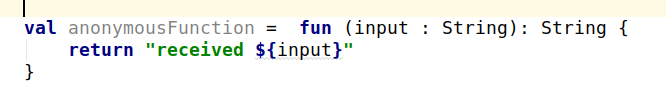 val anonymousFunction =  fun (input : String): String {
    return "received ${input}"
}